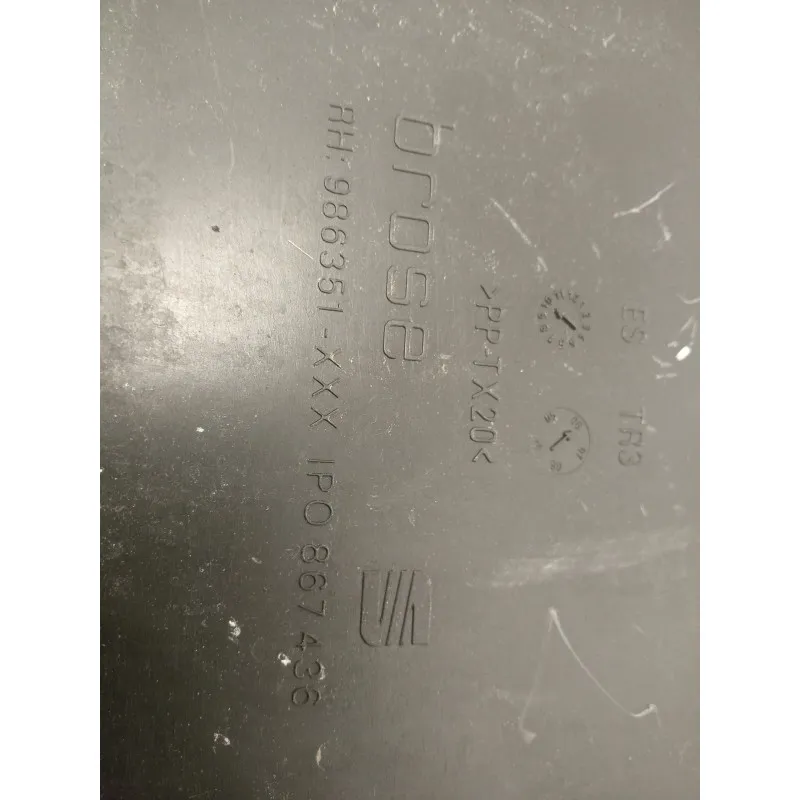 ES TR3
>PP-TX20<
brose
RH: 986351-XXX 1P0 867 436